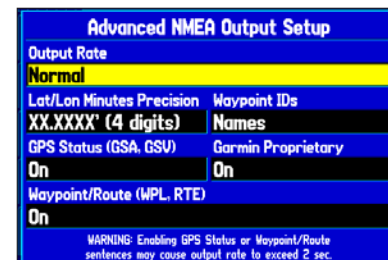 Advanced NMEA Output Setup
Output Rate
Normal
Lat/Lon Minutes Precision Waypoint IDs
XX.XXXX' (4 digits) Names
GPS Status (GSA, GSV) Garmin Proprietary
On On
Waypoint/Route (WPL, RTE)
On
WARNING: Enabling GPS Status or Waypoint/Route
sentences may cause output rate to exceed 2 sec.